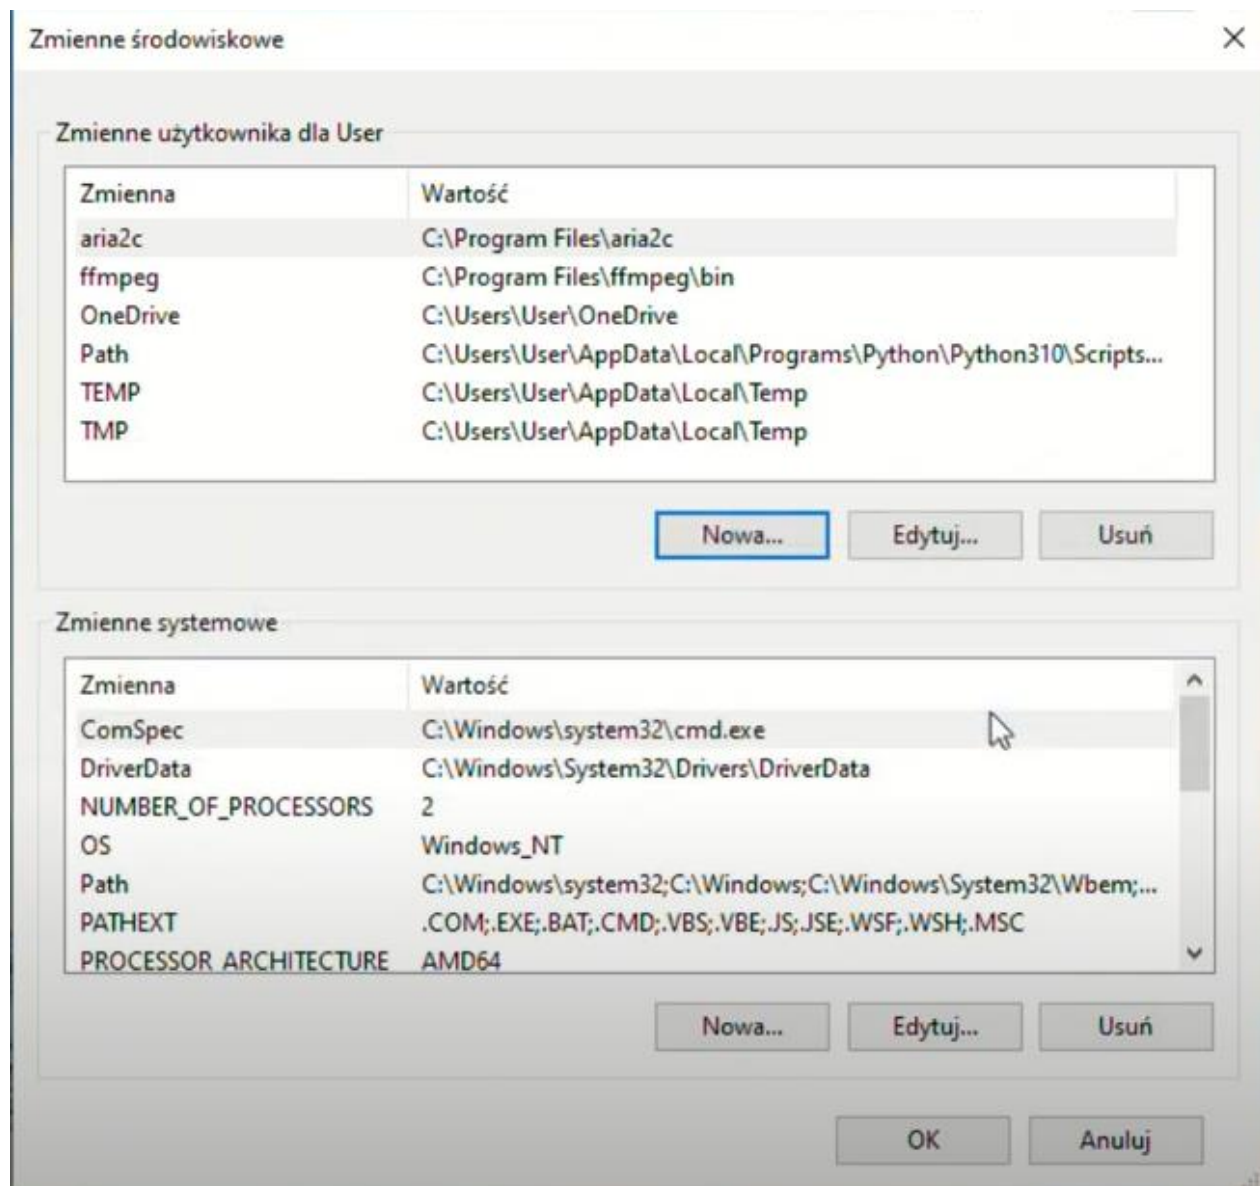 Zmienne środowiskowe
Zmienne użytkownika dla User
Zmienna Wartość
aria2c C:\Program Files\aria2c
ffmpeg C:\Program Files\ffmpeg\bin
OneDrive C:\Users\User\OneDrive
Path C:\Users\User\AppData\Local\Programs\Python\Python310\Scripts...
TEMP C:\Users\User\AppData\Local\Temp
TMP C:\Users\User\AppData\Local\Temp
Nowa... Edytuj... Usuń
Zmienne systemowe
Zmienna Wartość
ComSpec C:\Windows\system32\cmd.exe
DriverData C:\Windows\System32\Drivers\DriverData
NUMBER_OF_PROCESSORS 2
OS Windows_NT
Path C:\Windows\system32;C:\Windows;C:\Windows\System32\Wbem;...
PATHEXT .COM;.EXE;.BAT;.CMD;.VBS;.VBE;.JS;.JSE;.WSF;.WSH;.MSC
PROCESSOR_ARCHITECTURE AMD64
Nowa... Edytuj... Usuń
OK Anuluj